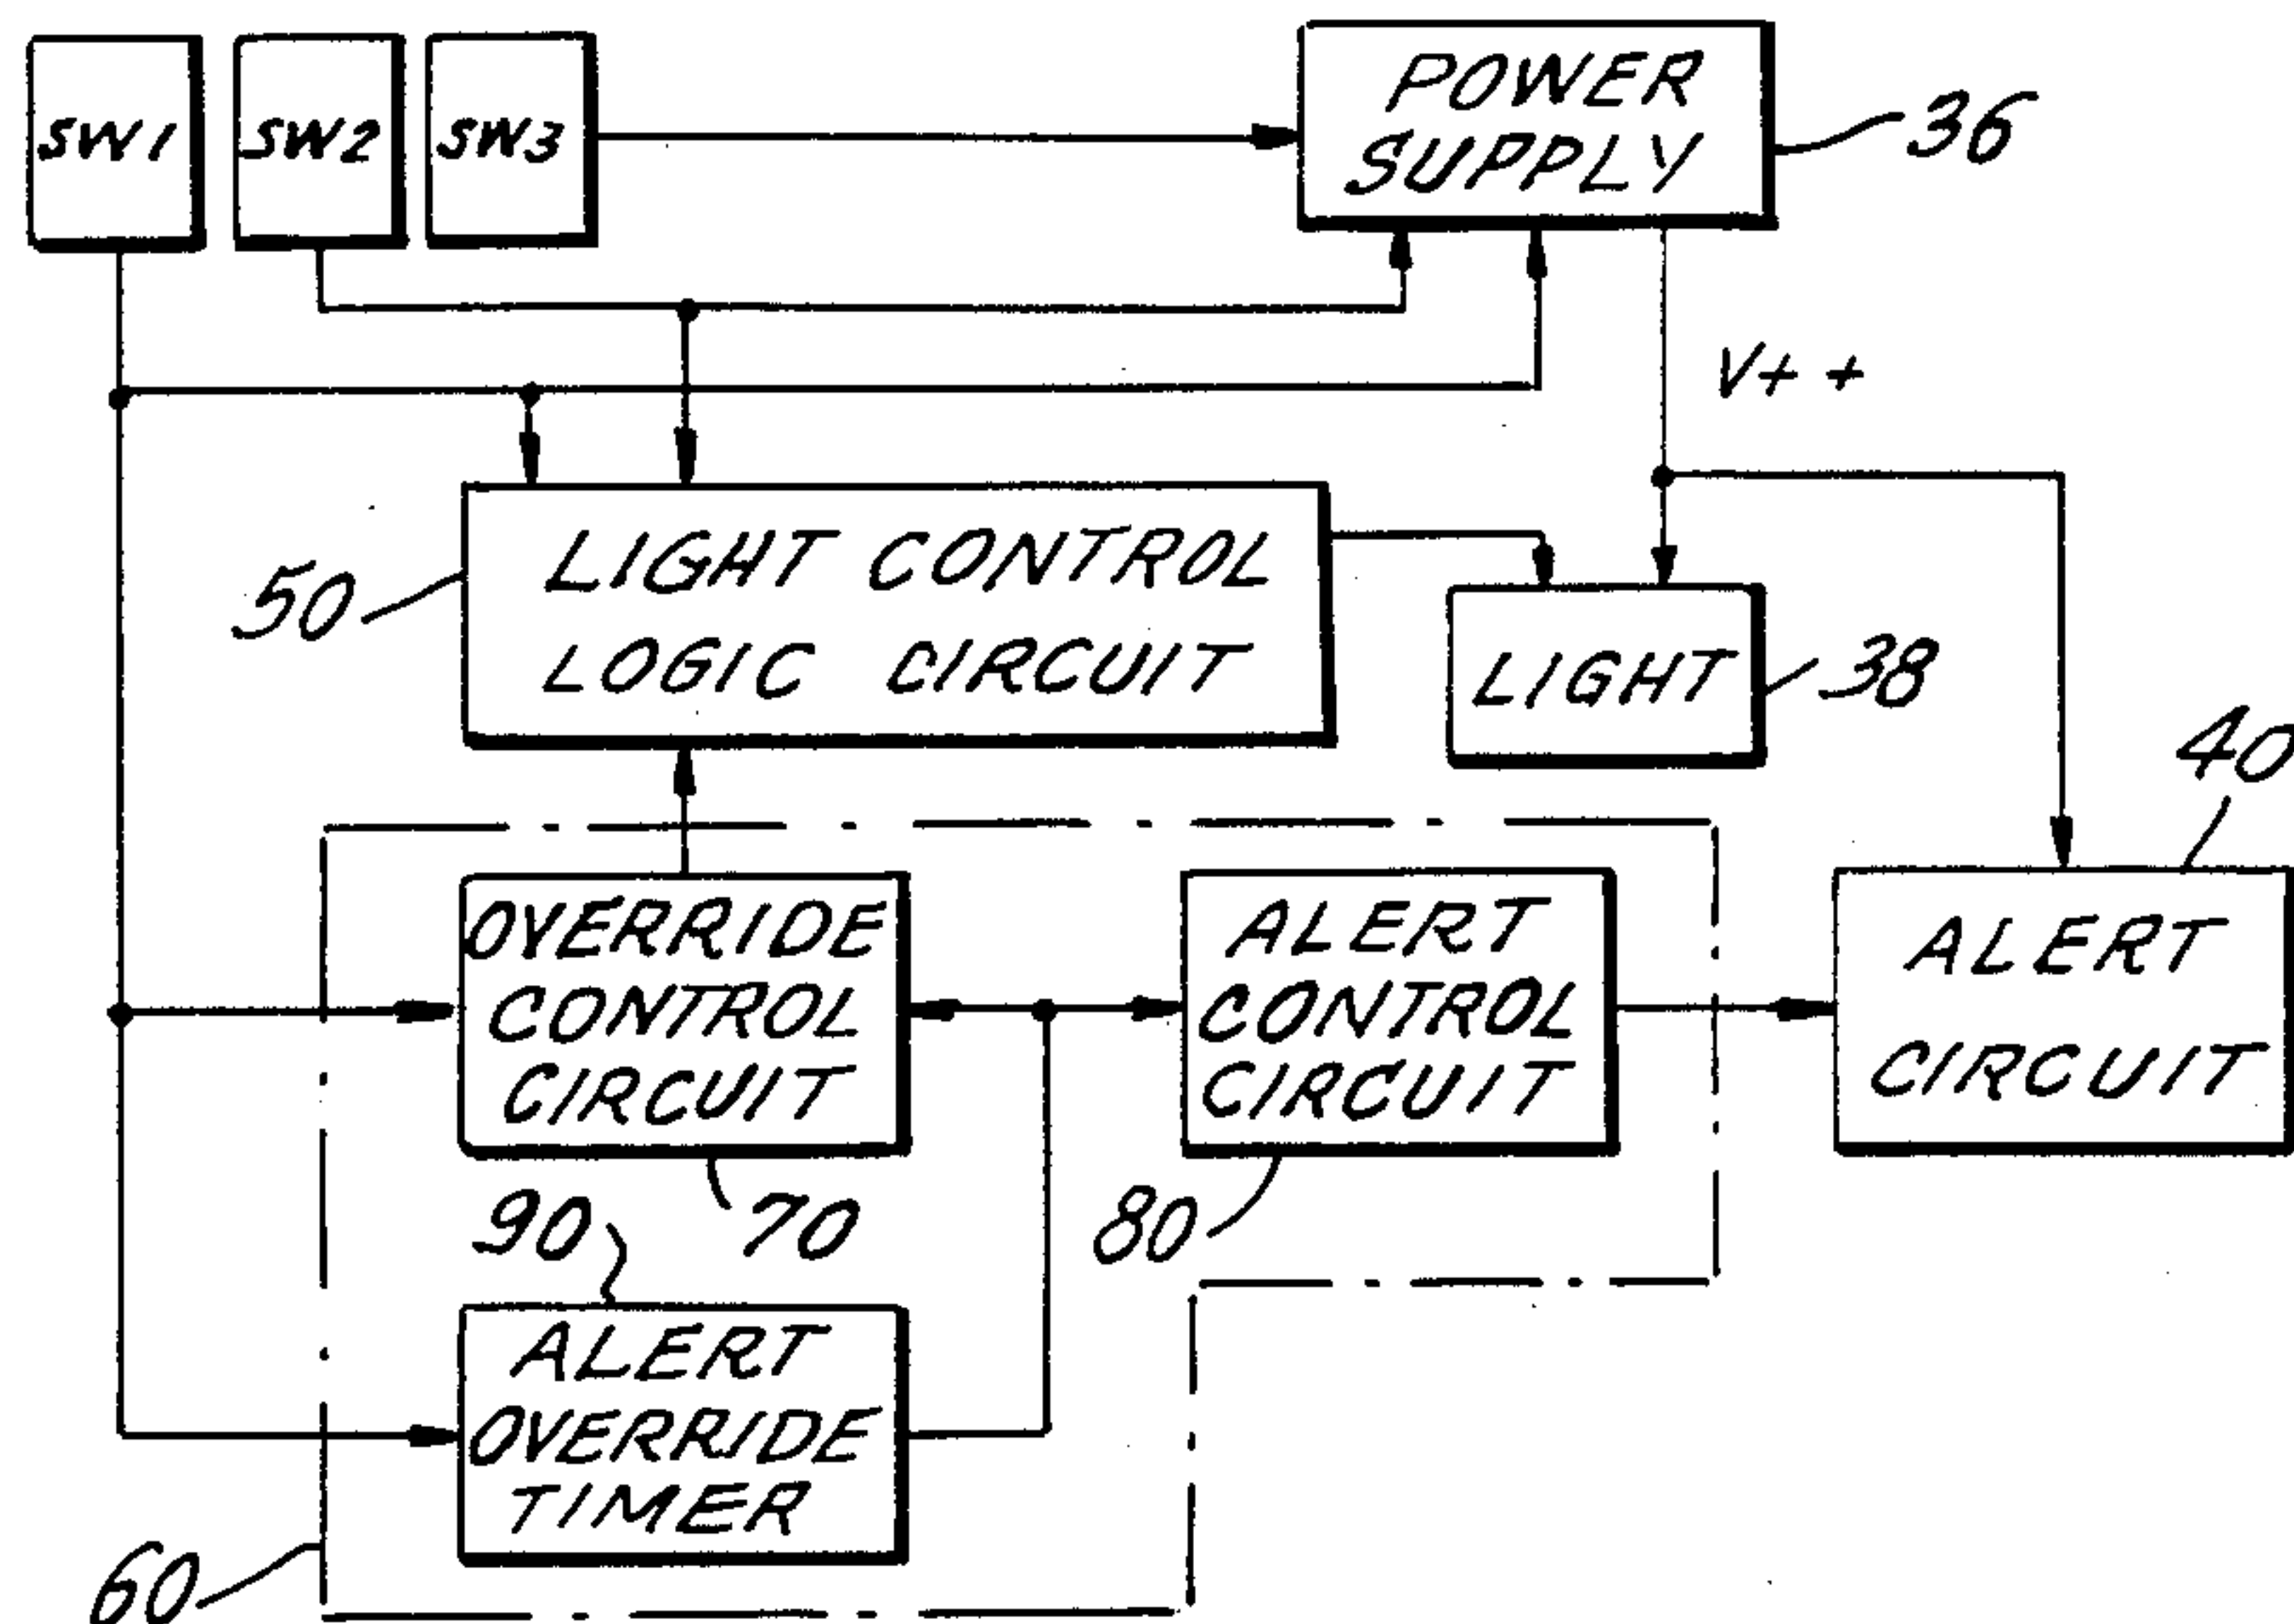 SW1
SW2
SW3
POWER
SUPPLY
36
V++
50
LIGHT CONTROL
LOGIC CIRCUIT
LIGHT
38
40
OVERRIDE
CONTROL
CIRCUIT
ALERT
CONTROL
CIRCUIT
ALERT
CIRCUIT
90
70
80
ALERT
OVERRIDE
TIMER
60